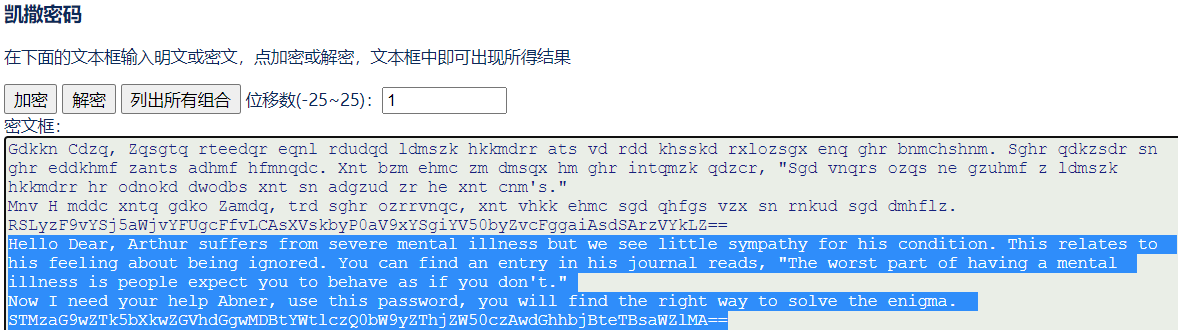 凯撒密码
在下面的文本框输入明文或密文，点加密或解密，文本框中即可出现所得结果
加密 解密 列出所有组合 位移数(-25~25)： 1
密文框：
Gdkkn Cdzq, Zqsgtq rteedqr eqnl rdudqd ldmszk hkkmdrr ats vd rdd khsskd rxlozsgx enq ghr bnmchshnm. Sghr qdkzsdr sn
ghr eddkhmf zants adhmf hfmnqdc. Xnt bzm ehmc zm dmsqx hm ghr intqmzk qdzcr, "Sgd vnqrs ozqs ne gzuhmf z ldmszk
hkkmdrr hr odnokd dwodbs xnt sn adgzud zr he xnt cnm's."
Mnv H mddc xntq gdko Zamdq, trd sghr ozrrvnqc, xnt vhkk ehmc sgd qhfgs vzx sn rnkud sgd dmhflz.
RSLyzF9vYSj5aWjvYFUgcFfvLCAsXVskbyP0aV9xYSgiYV50byZvcFggaiAsdSArzVYkLZ==
Hello Dear, Arthur suffers from severe mental illness but we see little sympathy for his condition. This relates to
his feeling about being ignored. You can find an entry in his journal reads, "The worst part of having a mental
illness is people expect you to behave as if you don't."
Now I need your help Abner, use this password, you will find the right way to solve the enigma.
STMzaG9wZTk5bXkwZGVhdGgwMDBtYWtlczQ0bW9yZThjZW50czAwdGhhbjBteTBsaWZlMA==